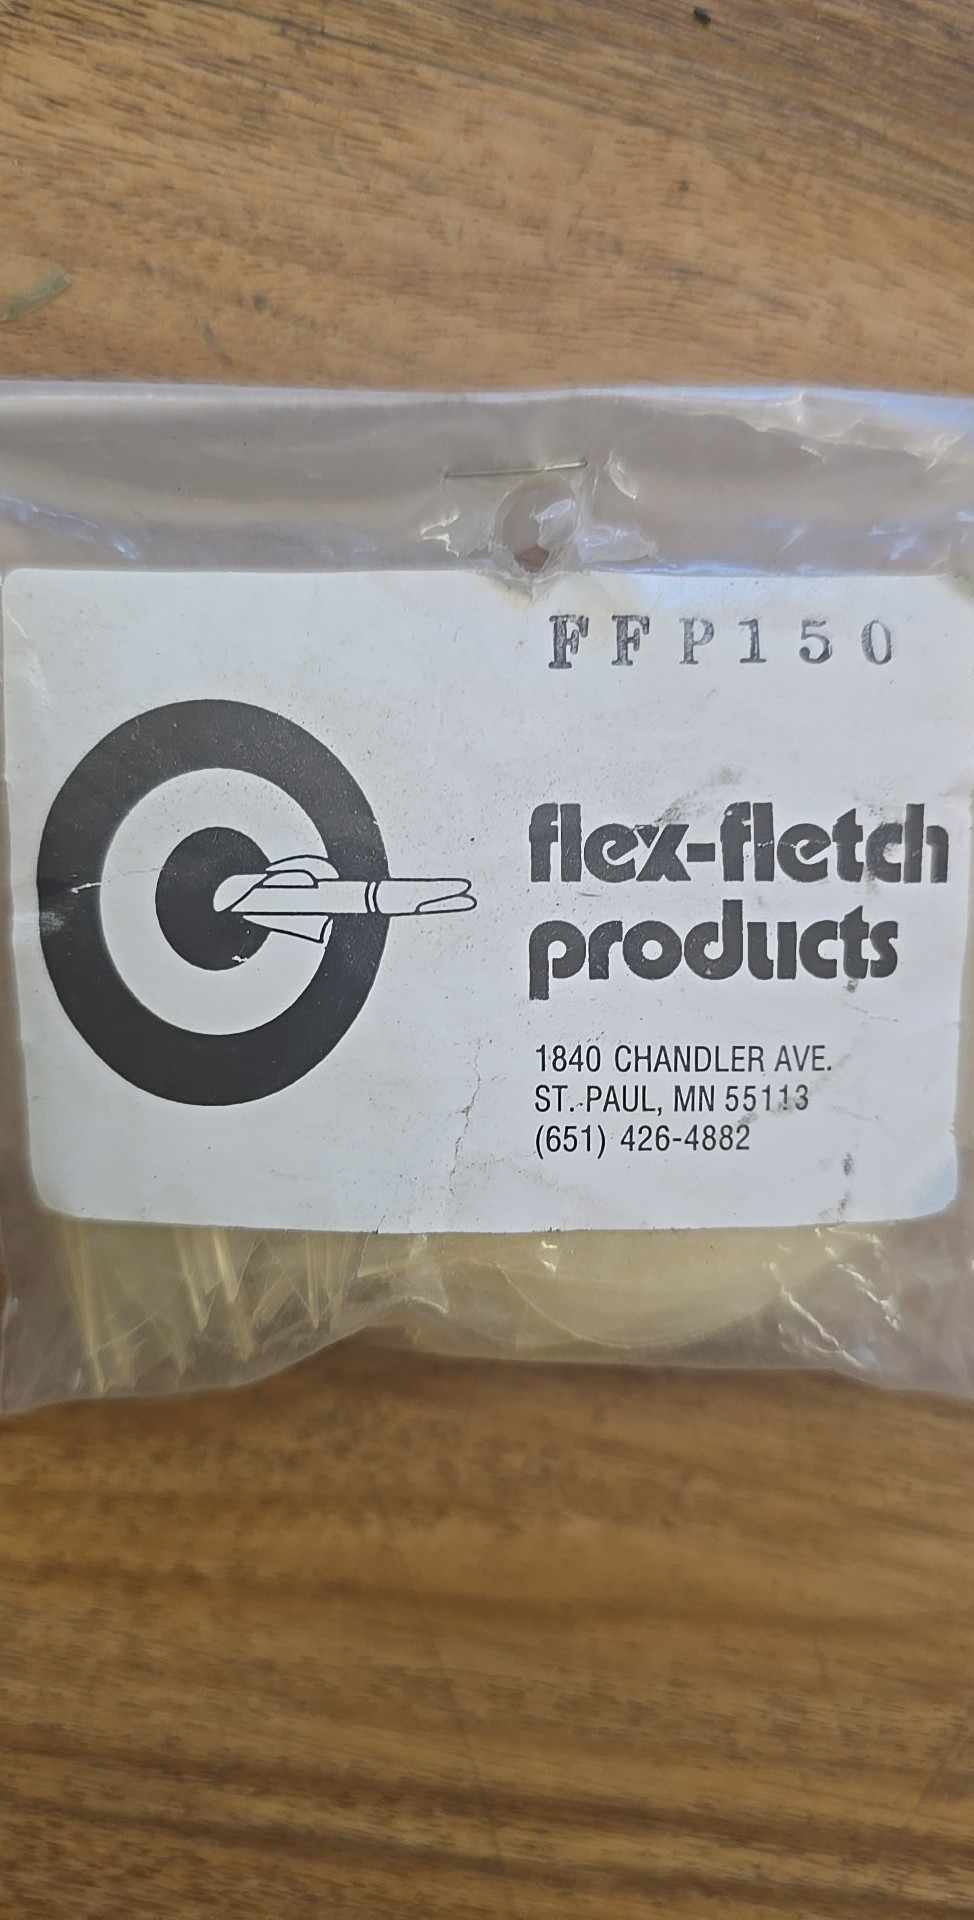 FFP150
flex-fletch
products
1840 CHANDLER AVE.
ST. PAUL, MN 55113
(651) 426-4882